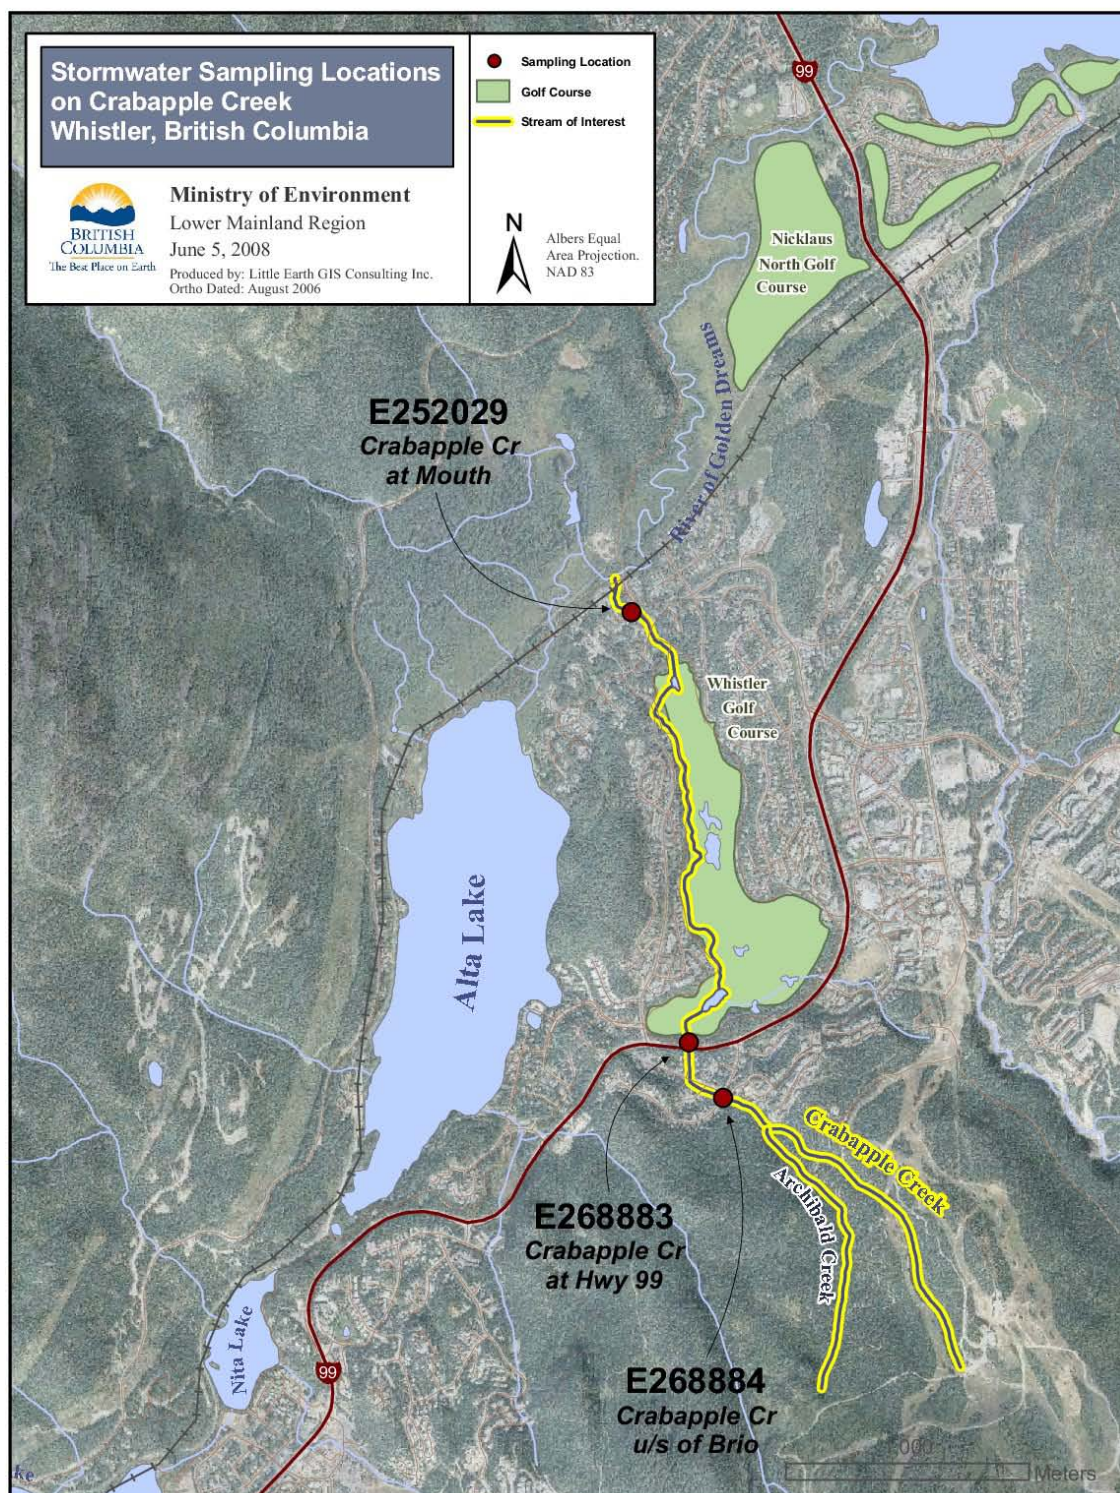 Stormwater Sampling Locations
on Crabapple Creek
Whistler, British Columbia
BRITISH
COLUMBIA
The Best Place on Earth
Ministry of Environment
Lower Mainland Region
June 5, 2008
Produced by: Little Earth GIS Consulting Inc.
Ortho Dated: August 2006
Sampling Location
Golf Course
Stream of Interest
N
Albers Equal
Area Projection.
NAD 83
99
Nicklaus
North Golf
Course
River of Golden Dreams
E252029
Crabapple Cr
at Mouth
Whistler
Golf
Course
Alta Lake
Crabapple Creek
Archibald Creek
E268883
Crabapple Cr
at Hwy 99
Nita Lake
99
E268884
Crabapple Cr
u/s of Brio
Meters